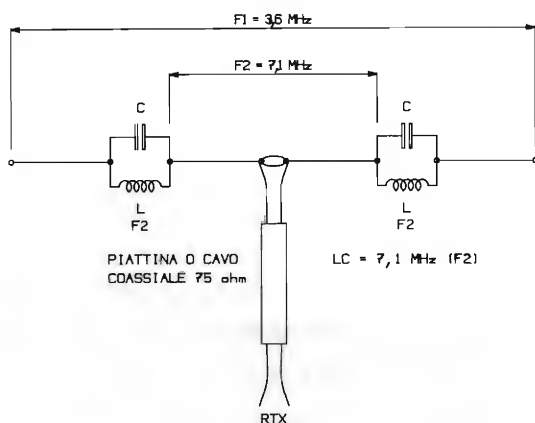 F1 = 3,6 MHz
F2 = 7,1 MHz
C
C
L
F2
L
F2
PIATTINA O CAVO
COASSIALE 75 ohm
LC = 7,1 MHz (F2)
RTX